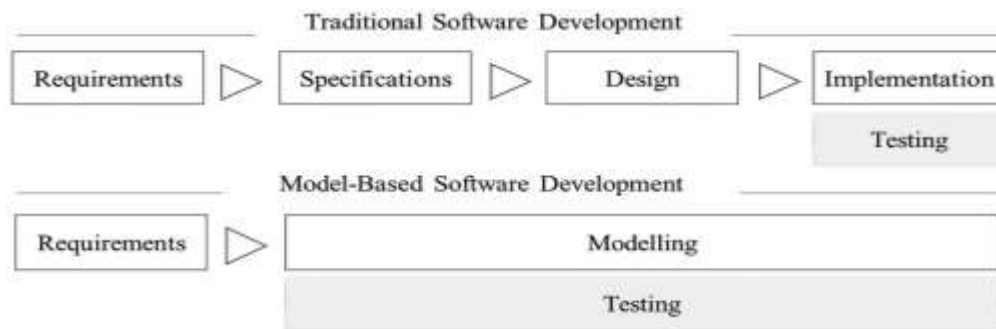 Traditional Software Development
Requirements Specifications Design Implementation
Testing
Model-Based Software Development
Requirements Modelling
Testing